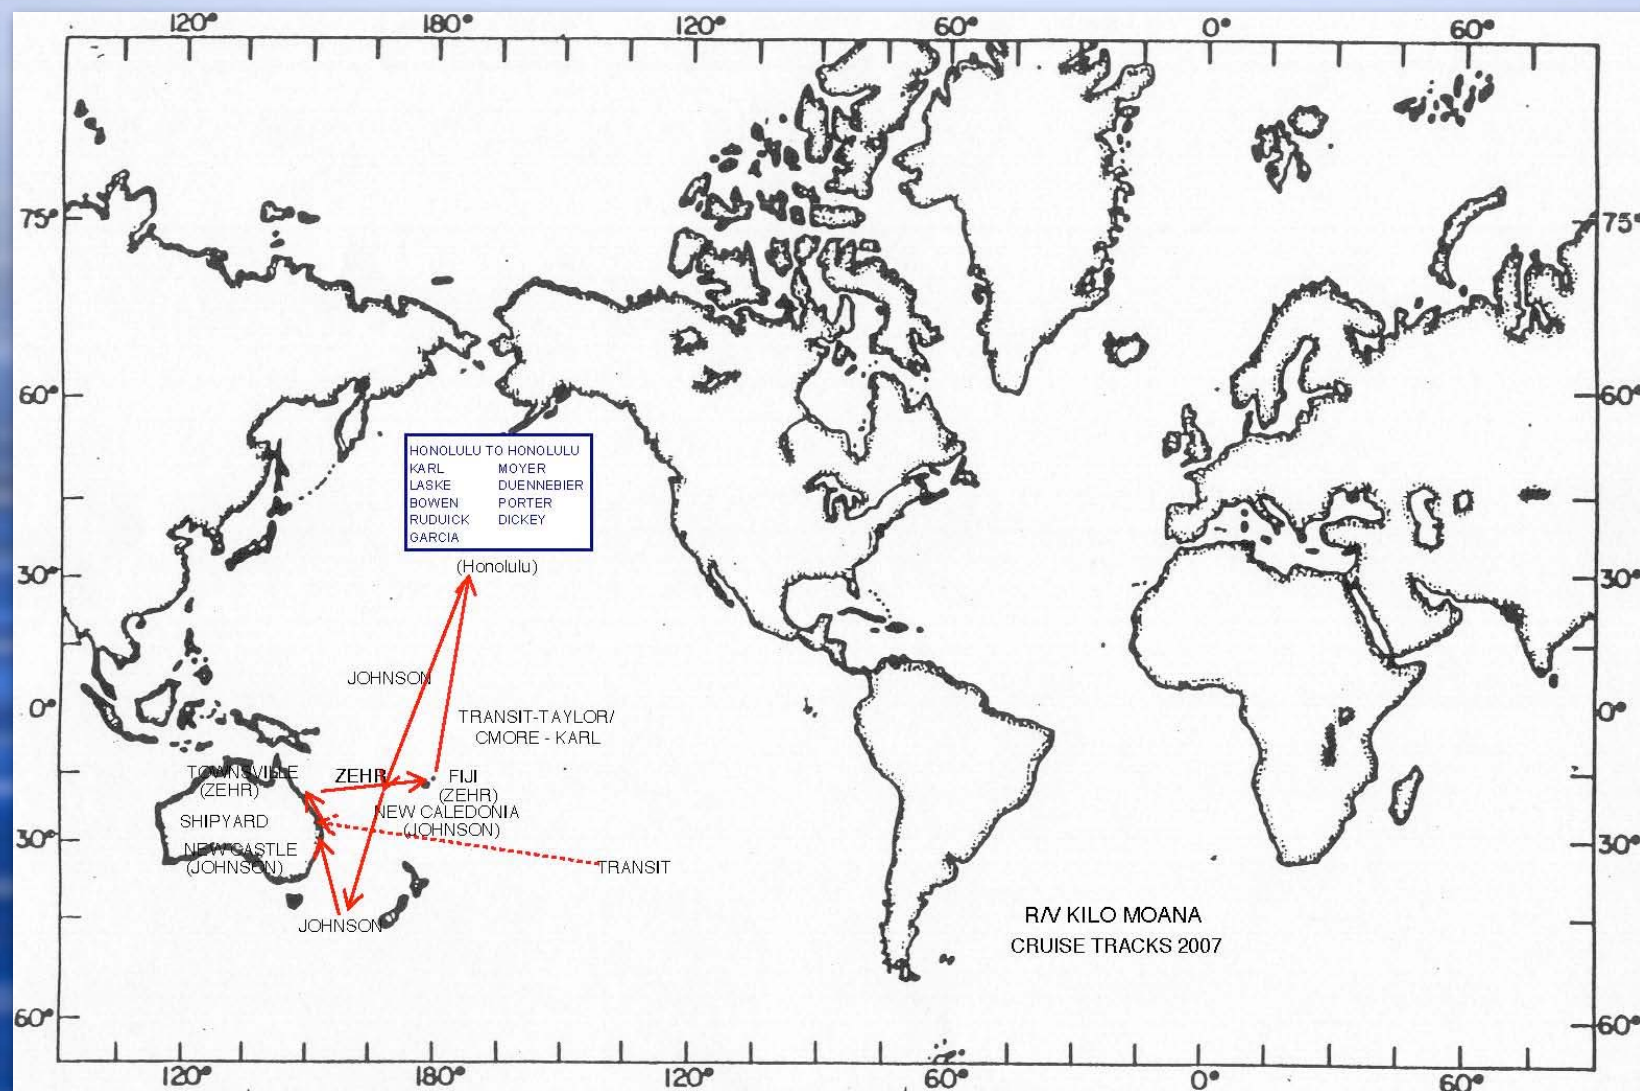 120° 180° 120° 60° 0° 60°
75° 75°
60° 60°
HONOLULU TO HONOLULU
KARL MOYER
LASKE DUENNEBIER
BOWEN PORTER
RUDUICK DICKEY
GARCIA
(Honolulu)
30° 30°
JOHNSON
0° 0°
TRANSIT-TAYLOR/
CMORE - KARL
TOWNSVILLE
(ZEHR)
ZEHR
FIJI
(ZEHR)
NEW CALEDONIA
(JOHNSON)
SHIPYARD
NEWCASTLE
(JOHNSON)
30° 30°
TRANSIT
JOHNSON
R/V KILO MOANA
CRUISE TRACKS 2007
60° 60°
120° 180° 120° 60° 0° 60°